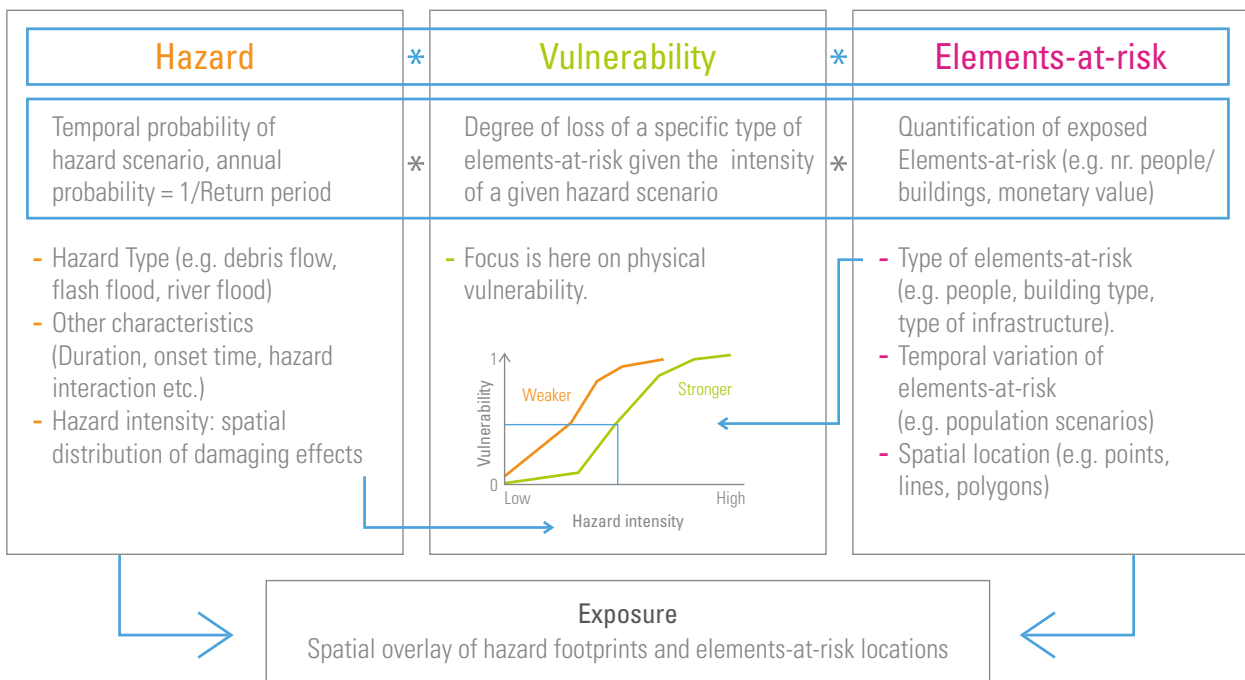 Hazard * Vulnerability * Elements-at-risk
Temporal probability of
hazard scenario, annual
probability = 1/Return period
*
Degree of loss of a specific type of
elements-at-risk given the intensity
of a given hazard scenario
*
Quantification of exposed
Elements-at-risk (e.g. nr. people/
buildings, monetary value)
- Hazard Type (e.g. debris flow,
flash flood, river flood)
- Other characteristics
(Duration, onset time, hazard
interaction etc.)
- Hazard intensity: spatial
distribution of damaging effects
- Focus is here on physical
vulnerability.
1
Weaker
Stronger
Vulnerability
0
Low
High
Hazard intensity
- Type of elements-at-risk
(e.g. people, building type,
type of infrastructure).
- Temporal variation of
elements-at-risk
(e.g. population scenarios)
- Spatial location (e.g. points,
lines, polygons)
Exposure
Spatial overlay of hazard footprints and elements-at-risk locations